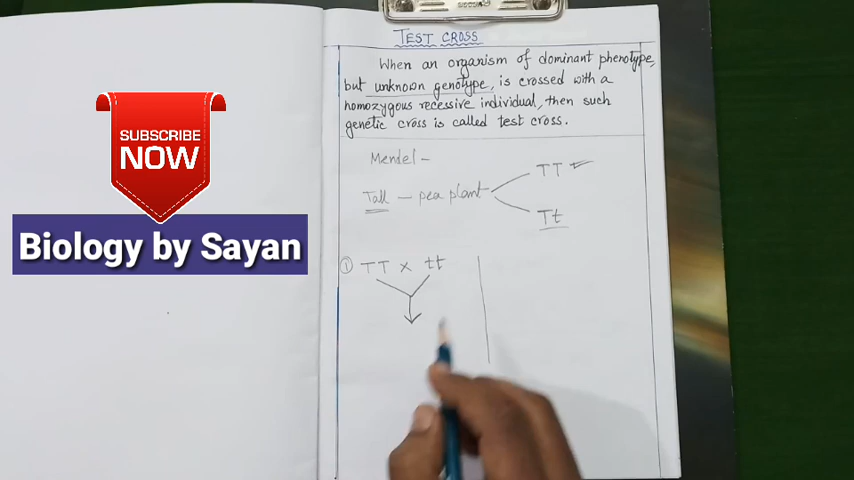 TEST CROSS
When an organism of dominant phenotype,
but unknown genotype, is crossed with a
homozygous recessive individual, then such
genetic cross is called test cross.
Mendel -
Tall - pea plant
TT
Tt
① TT × tt
SUBSCRIBE
NOW
Biology by Sayan